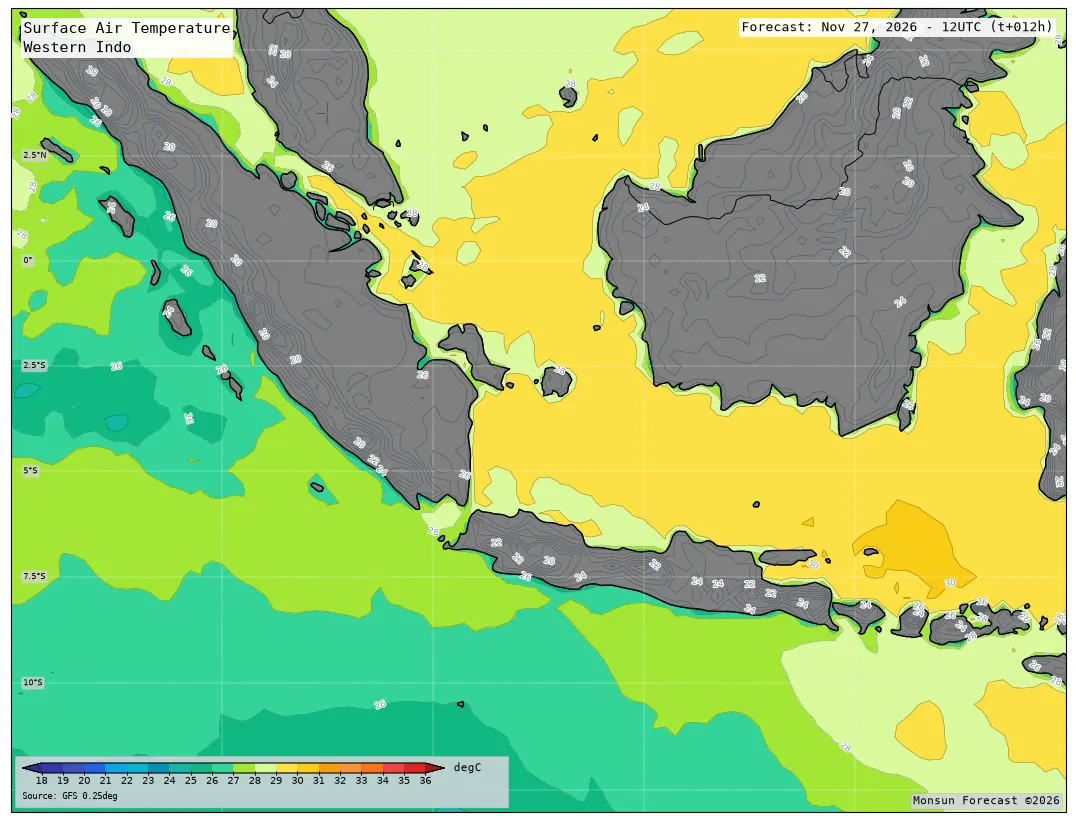 Surface Air Temperature
Western Indo
Forecast: Nov 27, 2026 - 12UTC (t+012h)
2.5°N
0°
2.5°S
5°S
7.5°S
10°S
degC
18 19 20 21 22 23 24 25 26 27 28 29 30 31 32 33 34 35 36
Source: GFS 0.25deg
Monsun Forecast ©2026